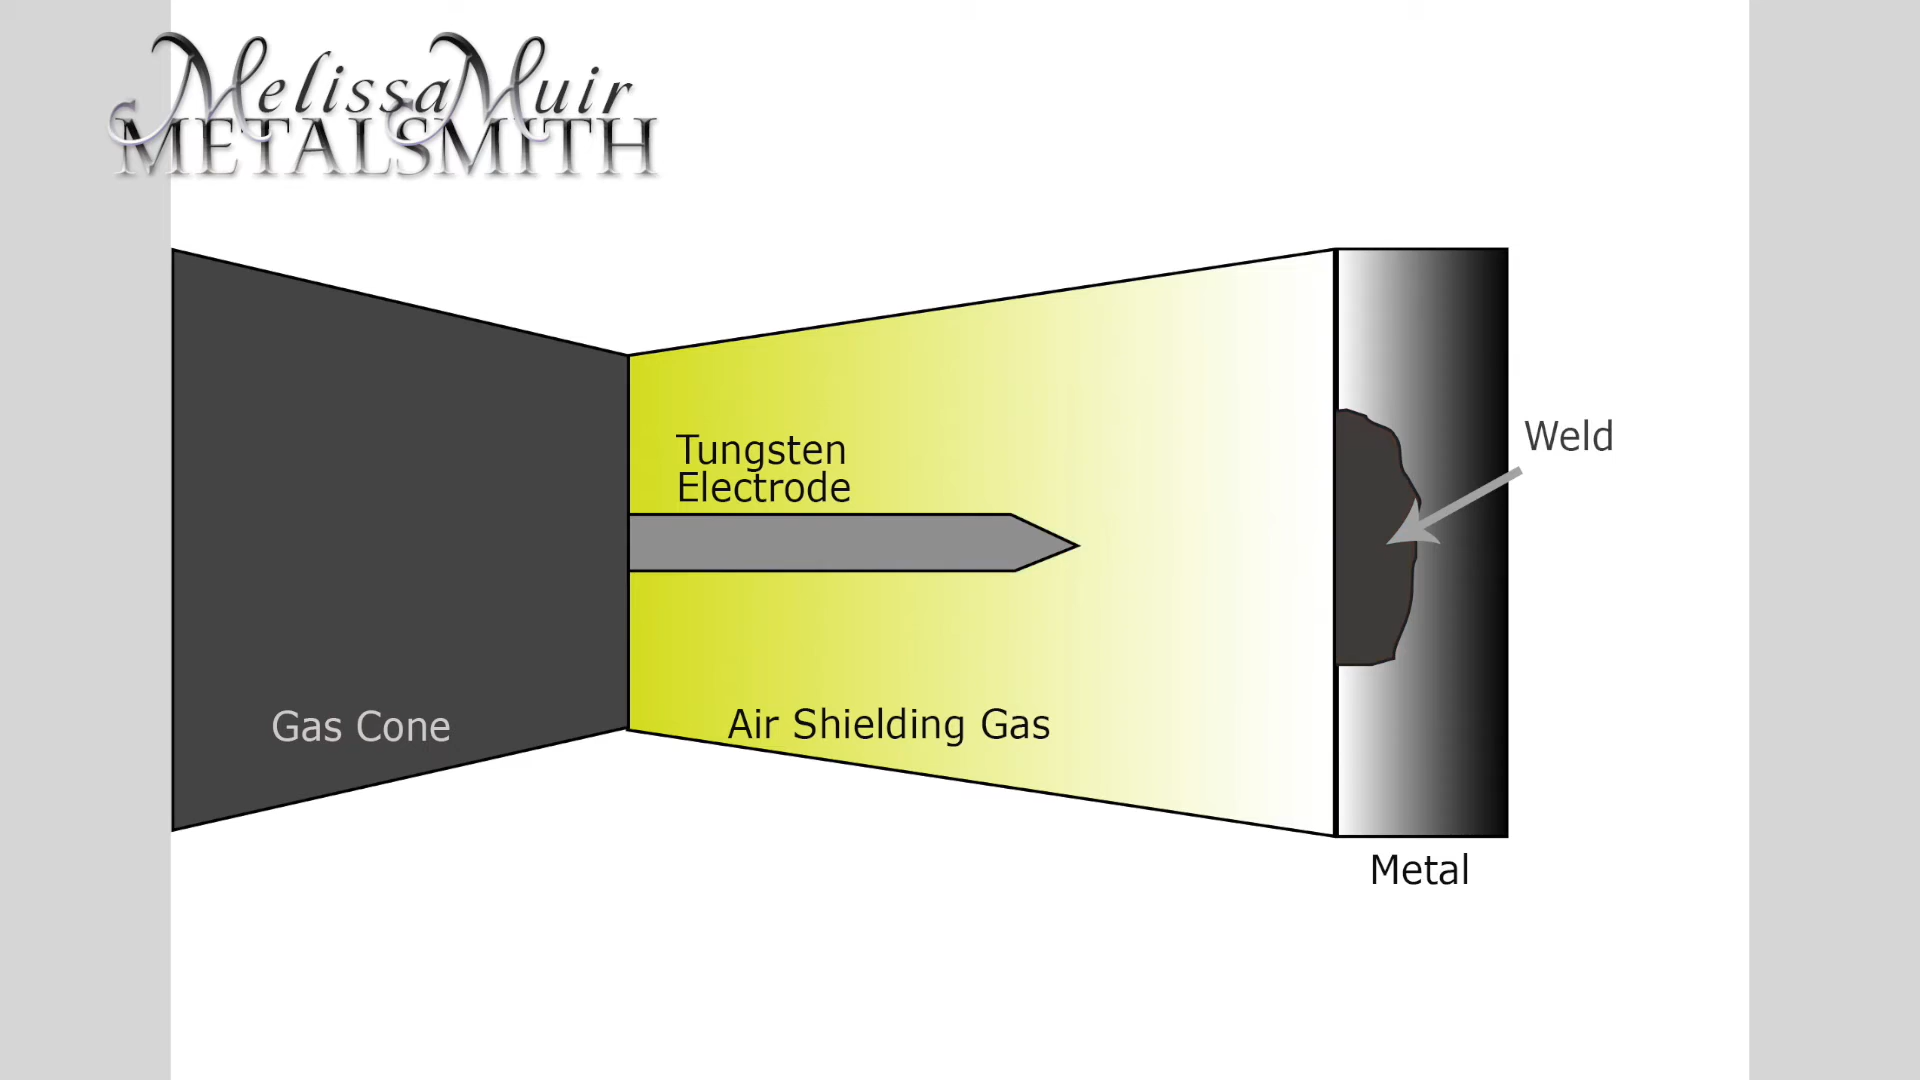 Melissa Muir
METALSMITH
Tungsten
Electrode
Weld
Gas Cone
Air Shielding Gas
Metal